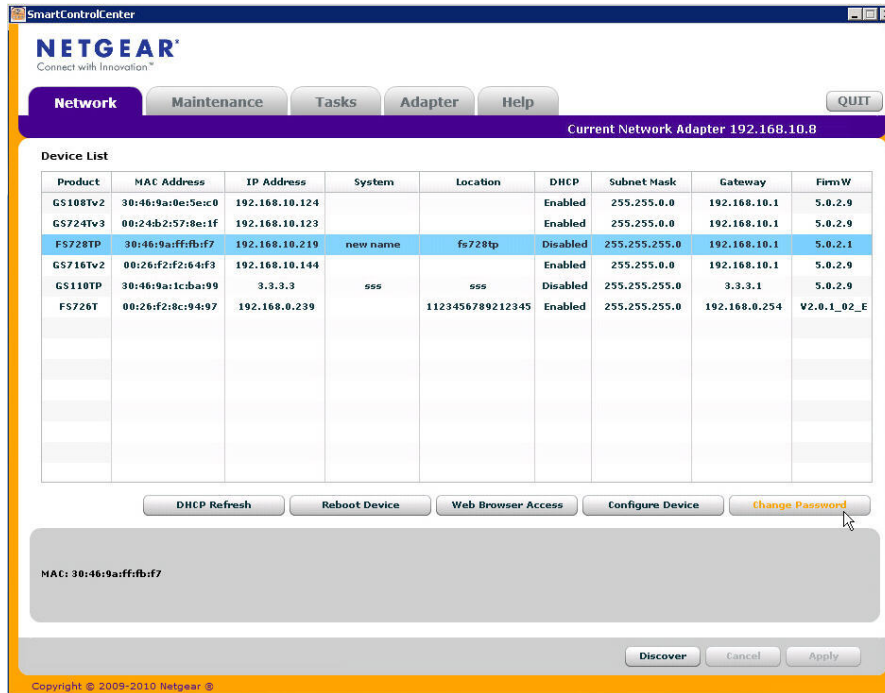 SmartControlCenter
NETGEAR®
Connect with Innovation™
Network Maintenance Tasks Adapter Help QUIT
Current Network Adapter 192.168.10.8
Device List
Product MAC Address IP Address System Location DHCP Subnet Mask Gateway FirmW
GS108Tv2 30:46:9a:0e:5e:c0 192.168.10.124 Enabled 255.255.0.0 192.168.10.1 5.0.2.9
GS724Tv3 00:24:b2:57:8e:1f 192.168.10.123 Enabled 255.255.0.0 192.168.10.1 5.0.2.9
FS728TP 30:46:9a:ff:fb:f7 192.168.10.219 new name fs728tp Disabled 255.255.255.0 192.168.10.1 5.0.2.1
GS716Tv2 00:26:f2:f2:64:f3 192.168.10.144 Enabled 255.255.0.0 192.168.10.1 5.0.2.9
GS110TP 30:46:9a:1c:ba:99 3.3.3.3 sss sss Disabled 255.255.255.0 3.3.3.1 5.0.2.9
FS726T 00:26:f2:8c:94:97 192.168.0.239 1123456789212345 Enabled 255.255.255.0 192.168.0.254 V2.0.1_02_E
DHCP Refresh Reboot Device Web Browser Access Configure Device Change Password
MAC: 30:46:9a:ff:fb:f7
Discover Cancel Apply
Copyright © 2009-2010 Netgear ®